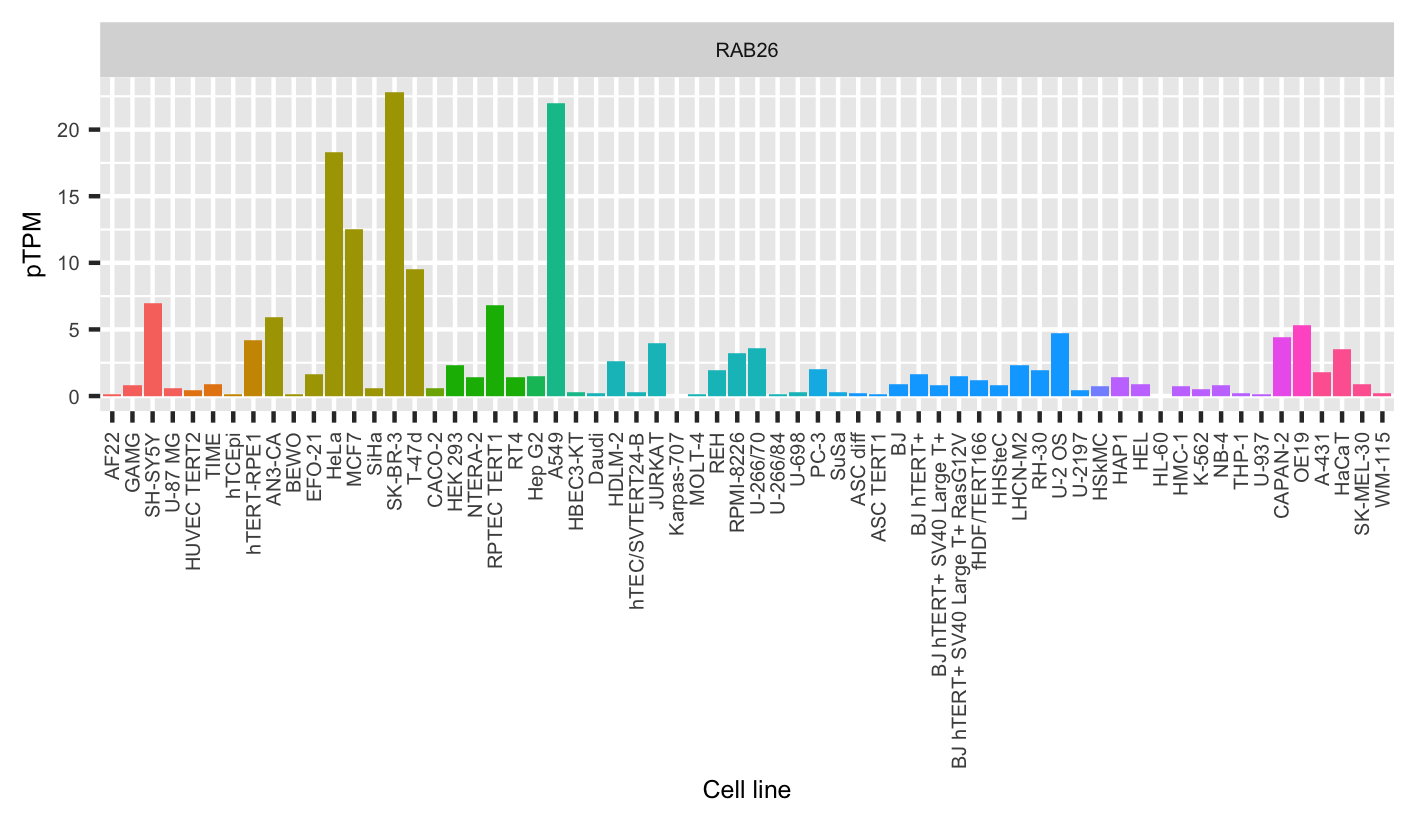 RAB26
pTPM
20
15
10
5
0
AF22
GAMG
SH-SY5Y
U-87 MG
HUVEC TERT2
TIME
hTCEpi
hTERT-RPE1
AN3-CA
BEWO
EFO-21
HeLa
MCF7
SiHa
SK-BR-3
T-47d
CACO-2
HEK 293
NTERA-2
RPTEC TERT1
RT4
Hep G2
A549
HBEC3-KT
Daudi
HDLM-2
hTEC/SVTERT24-B
JURKAT
Karpas-707
MOLT-4
REH
RPMI-8226
U-266/70
U-266/84
U-698
PC-3
SuSa
ASC diff
ASC TERT1
BJ
BJ hTERT+
BJ hTERT+ SV40 Large T+
BJ hTERT+ SV40 Large T+ RasG12V
fHDF/TERT166
HHSteC
LHCN-M2
RH-30
U-2 OS
U-2197
HSkMC
HAP1
HEL
HL-60
HMC-1
K-562
NB-4
THP-1
U-937
CAPAN-2
OE19
A-431
HaCaT
SK-MEL-30
WM-115
Cell line